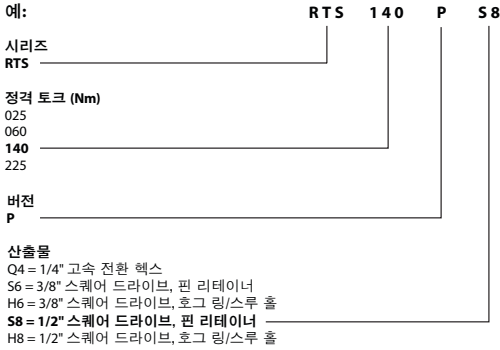 예: RTS 140 P S8
시리즈
RTS
정격 토크 (Nm)
025
060
140
225
버전
P
산출물
Q4 = 1/4" 고속 전환 헥스
S6 = 3/8" 스퀘어 드라이브, 핀 리테이너
H6 = 3/8" 스퀘어 드라이브, 호그 링/스루 홀
S8 = 1/2" 스퀘어 드라이브, 핀 리테이너
H8 = 1/2" 스퀘어 드라이브, 호그 링/스루 홀